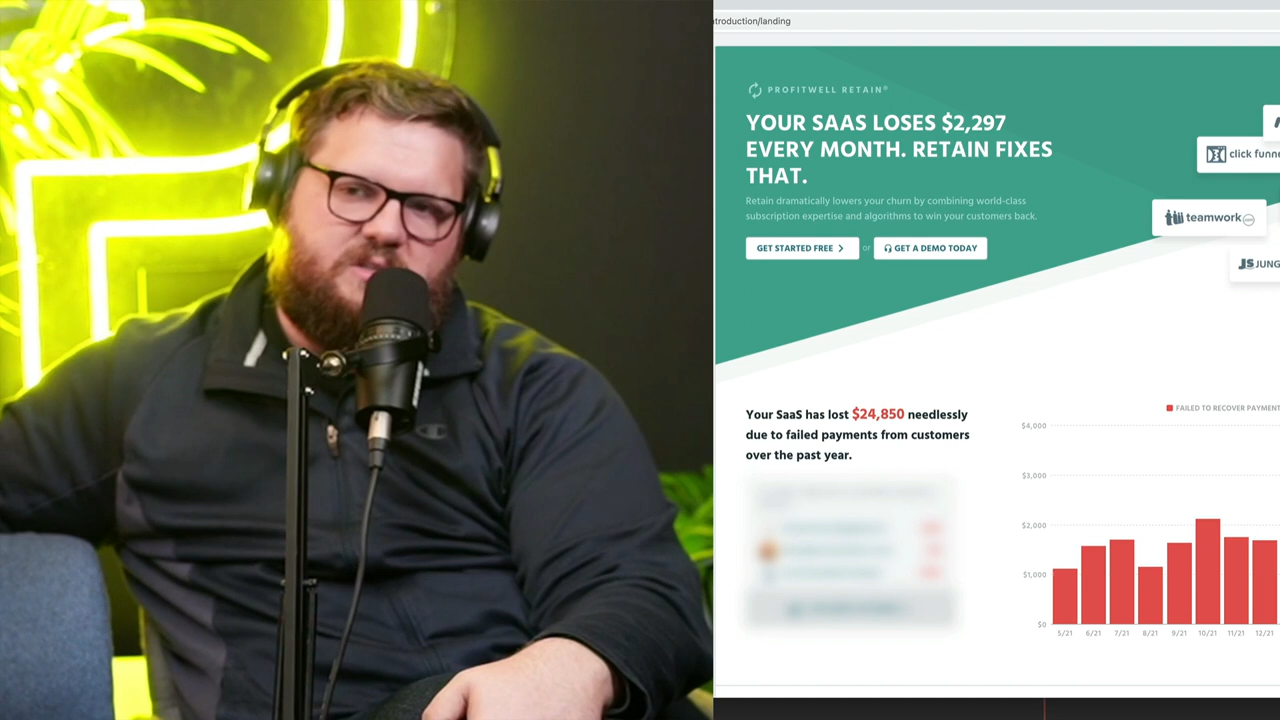 ntroduction/landing
PROFITWELL RETAIN®
YOUR SAAS LOSES $2,297
EVERY MONTH. RETAIN FIXES
THAT.
Retain dramatically lowers your churn by combining world-class
subscription expertise and algorithms to win your customers back.
GET STARTED FREE
or
GET A DEMO TODAY
click funne
teamwork.com
JS JUNG
Your SaaS has lost $24,850 needlessly
due to failed payments from customers
over the past year.
FAILED TO RECOVER PAYMENT
$4,000
$3,000
$2,000
$1,000
$0
5/21 6/21 7/21 8/21 9/21 10/21 11/21 12/21